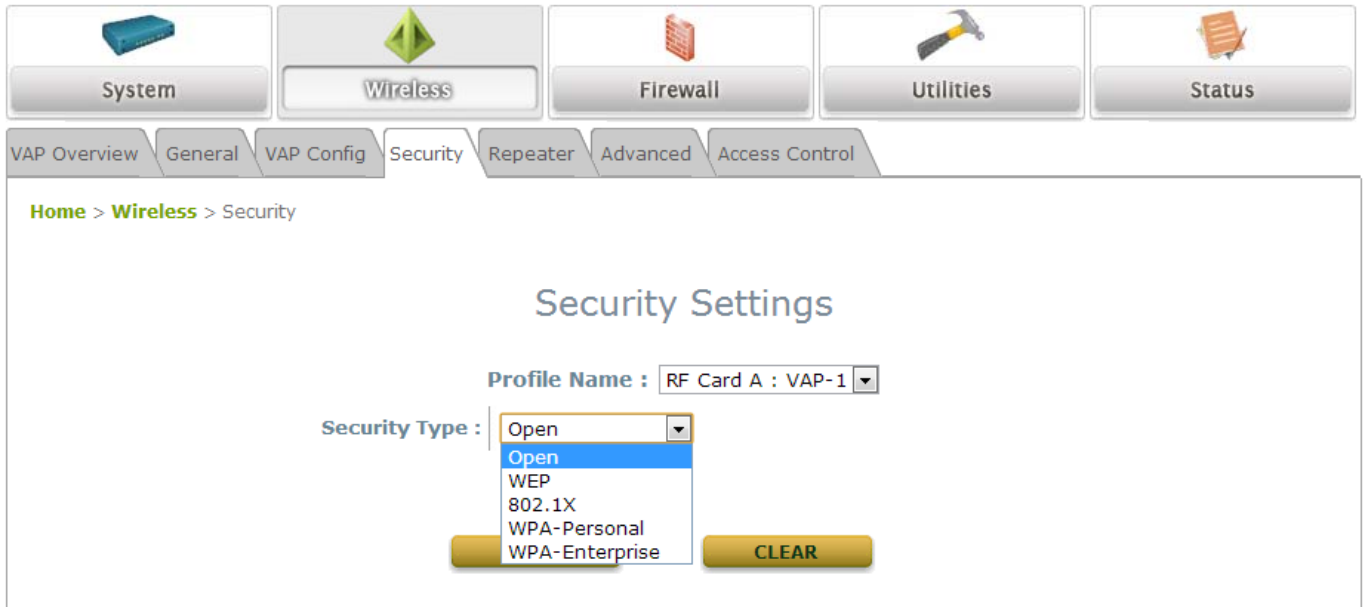 System Wireless Firewall Utilities Status
VAP Overview General VAP Config Security Repeater Advanced Access Control
Home > Wireless > Security
Security Settings
Profile Name : RF Card A : VAP-1
Security Type : Open
Open
WEP
802.1X
WPA-Personal
WPA-Enterprise
CLEAR